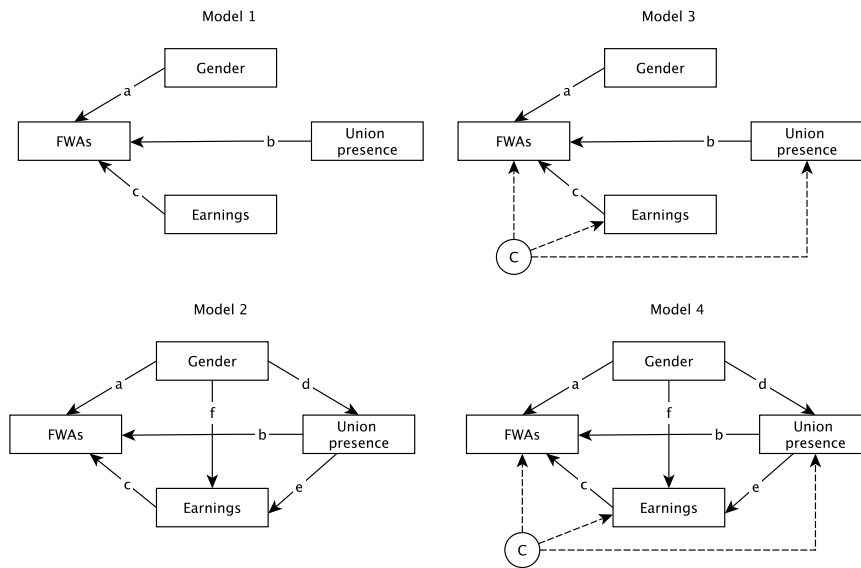 Model 1
Gender
a
FWAs
b
Union
presence
c
Earnings
Model 3
Gender
a
FWAs
b
Union
presence
c
Earnings
C
Model 2
Gender
a
d
f
FWAs
b
Union
presence
c
e
Earnings
Model 4
Gender
a
d
f
FWAs
b
Union
presence
c
e
Earnings
C